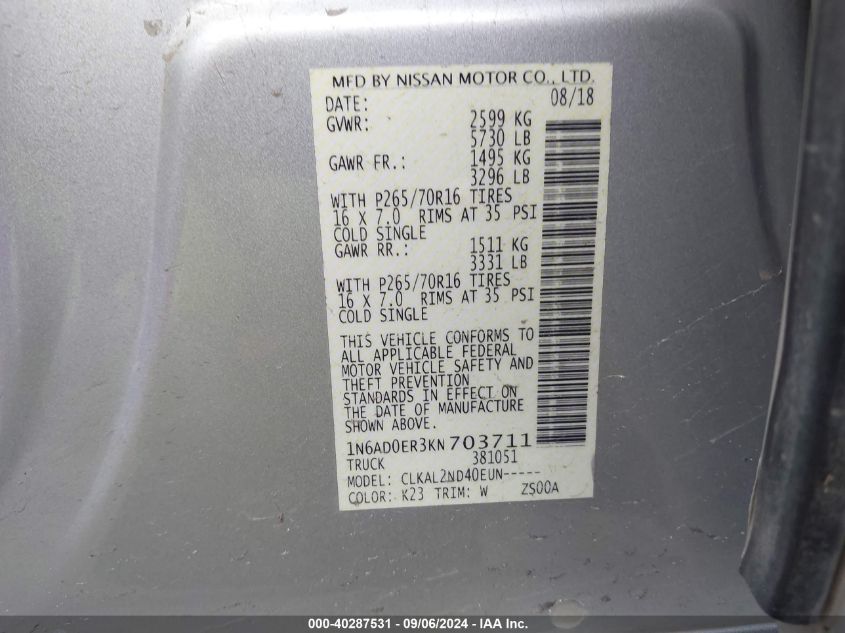 MFD BY NISSAN MOTOR CO., LTD.
DATE: 08/18
GVWR: 2599 KG
5730 LB
GAWR FR.: 1495 KG
3296 LB
WITH P265/70R16 TIRES
16 X 7.0 RIMS AT 35 PSI
COLD SINGLE
GAWR RR.: 1511 KG
3331 LB
WITH P265/70R16 TIRES
16 X 7.0 RIMS AT 35 PSI
COLD SINGLE
THIS VEHICLE CONFORMS TO
ALL APPLICABLE FEDERAL
MOTOR VEHICLE SAFETY AND
THEFT PREVENTION
STANDARDS IN EFFECT ON
THE DATE OF MANUFACTURE
SHOWN ABOVE.
1N6AD0ER3KN703711
TRUCK 381051
MODEL: CLKAL2ND40EUN-----
COLOR: K23 TRIM: W ZS00A
000-40287531 - 09/06/2024 - IAA Inc.